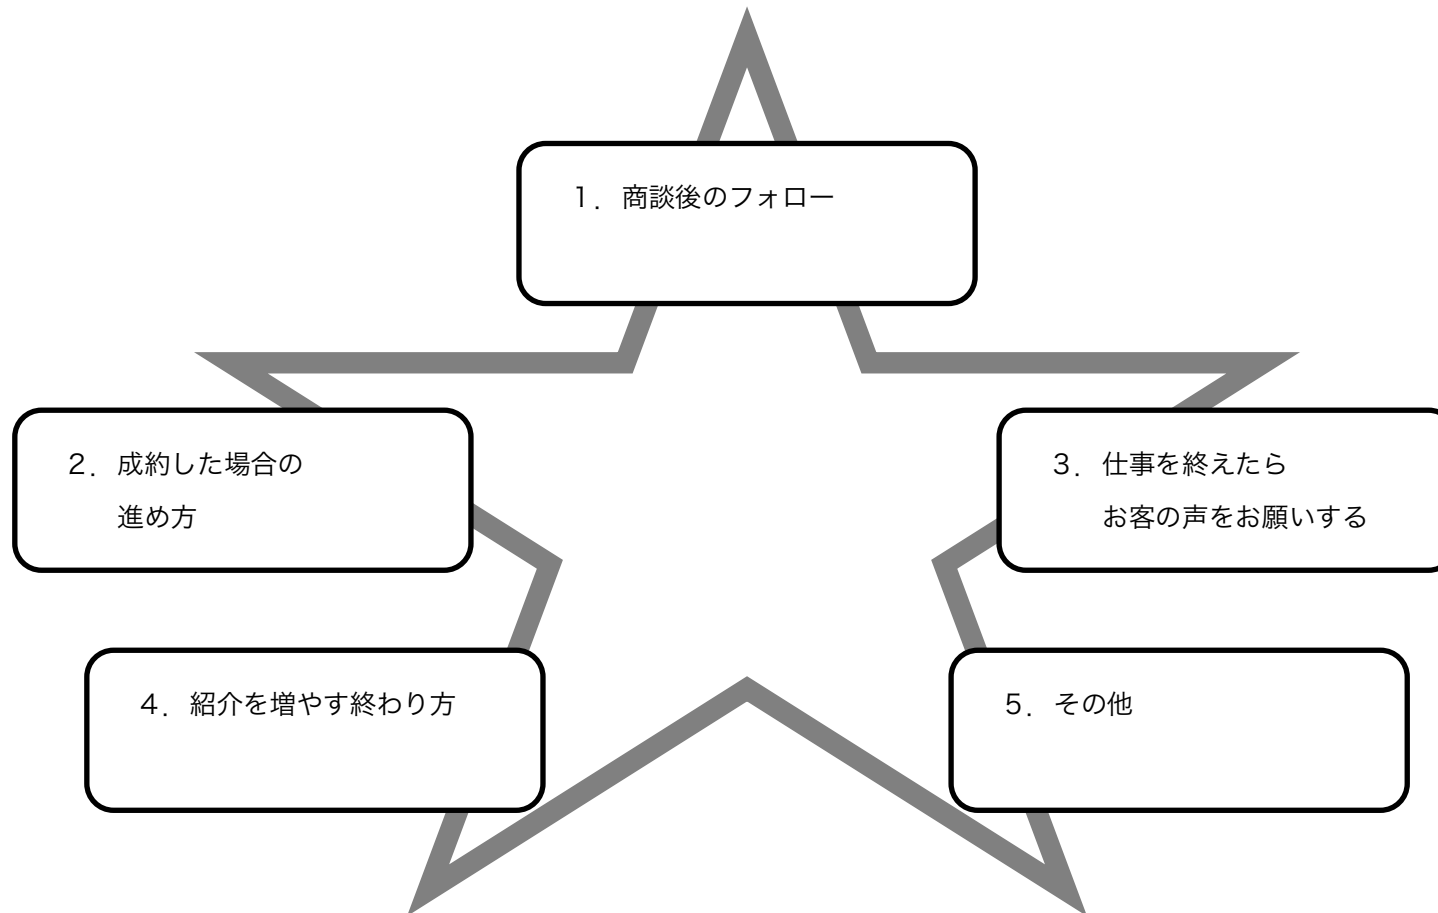 １．商談後のフォロー
２．成約した場合の
進め方
３．仕事を終えたら
お客の声をお願いする
４．紹介を増やす終わり方
５．その他